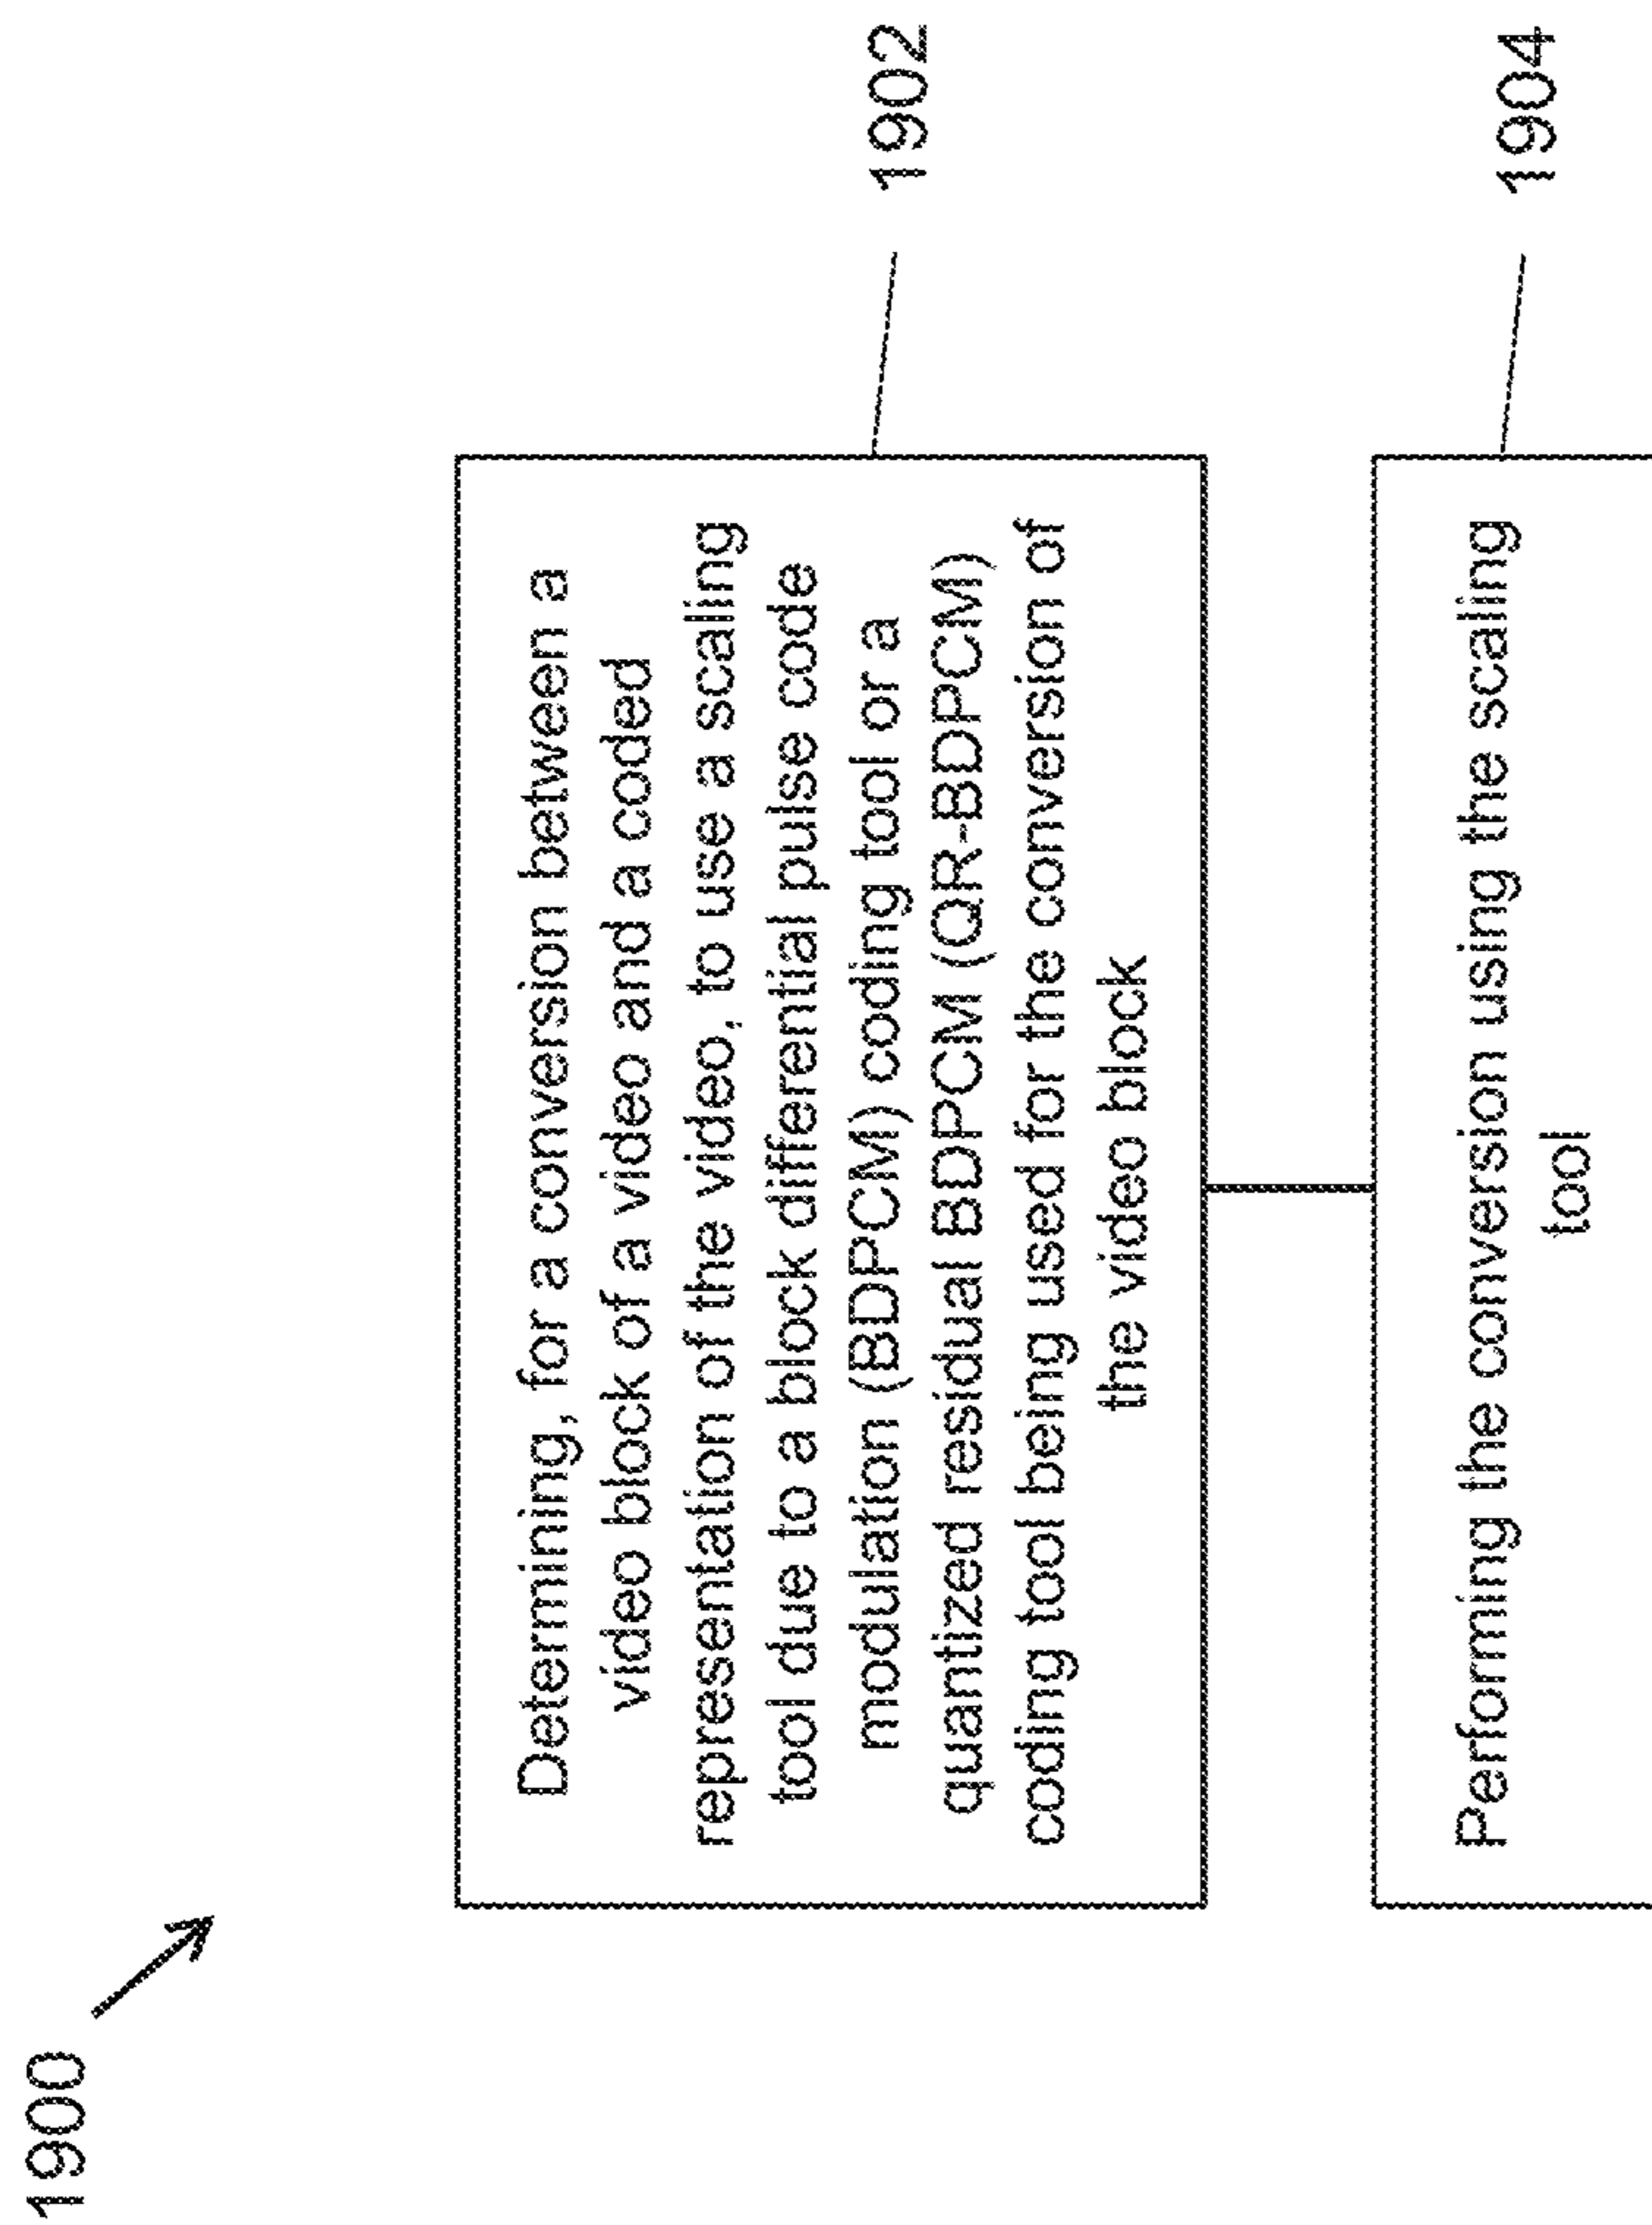 1900
Determining, for a conversion between a
video block of a video and a coded
representation of the video, to use a scaling
tool due to a block differential pulse code
modulation (BDPCM) coding tool or a
quantized residual BDPCM (QR-BDPCM)
coding tool being used for the conversion of
the video block
1902
Performing the conversion using the scaling
tool
1904